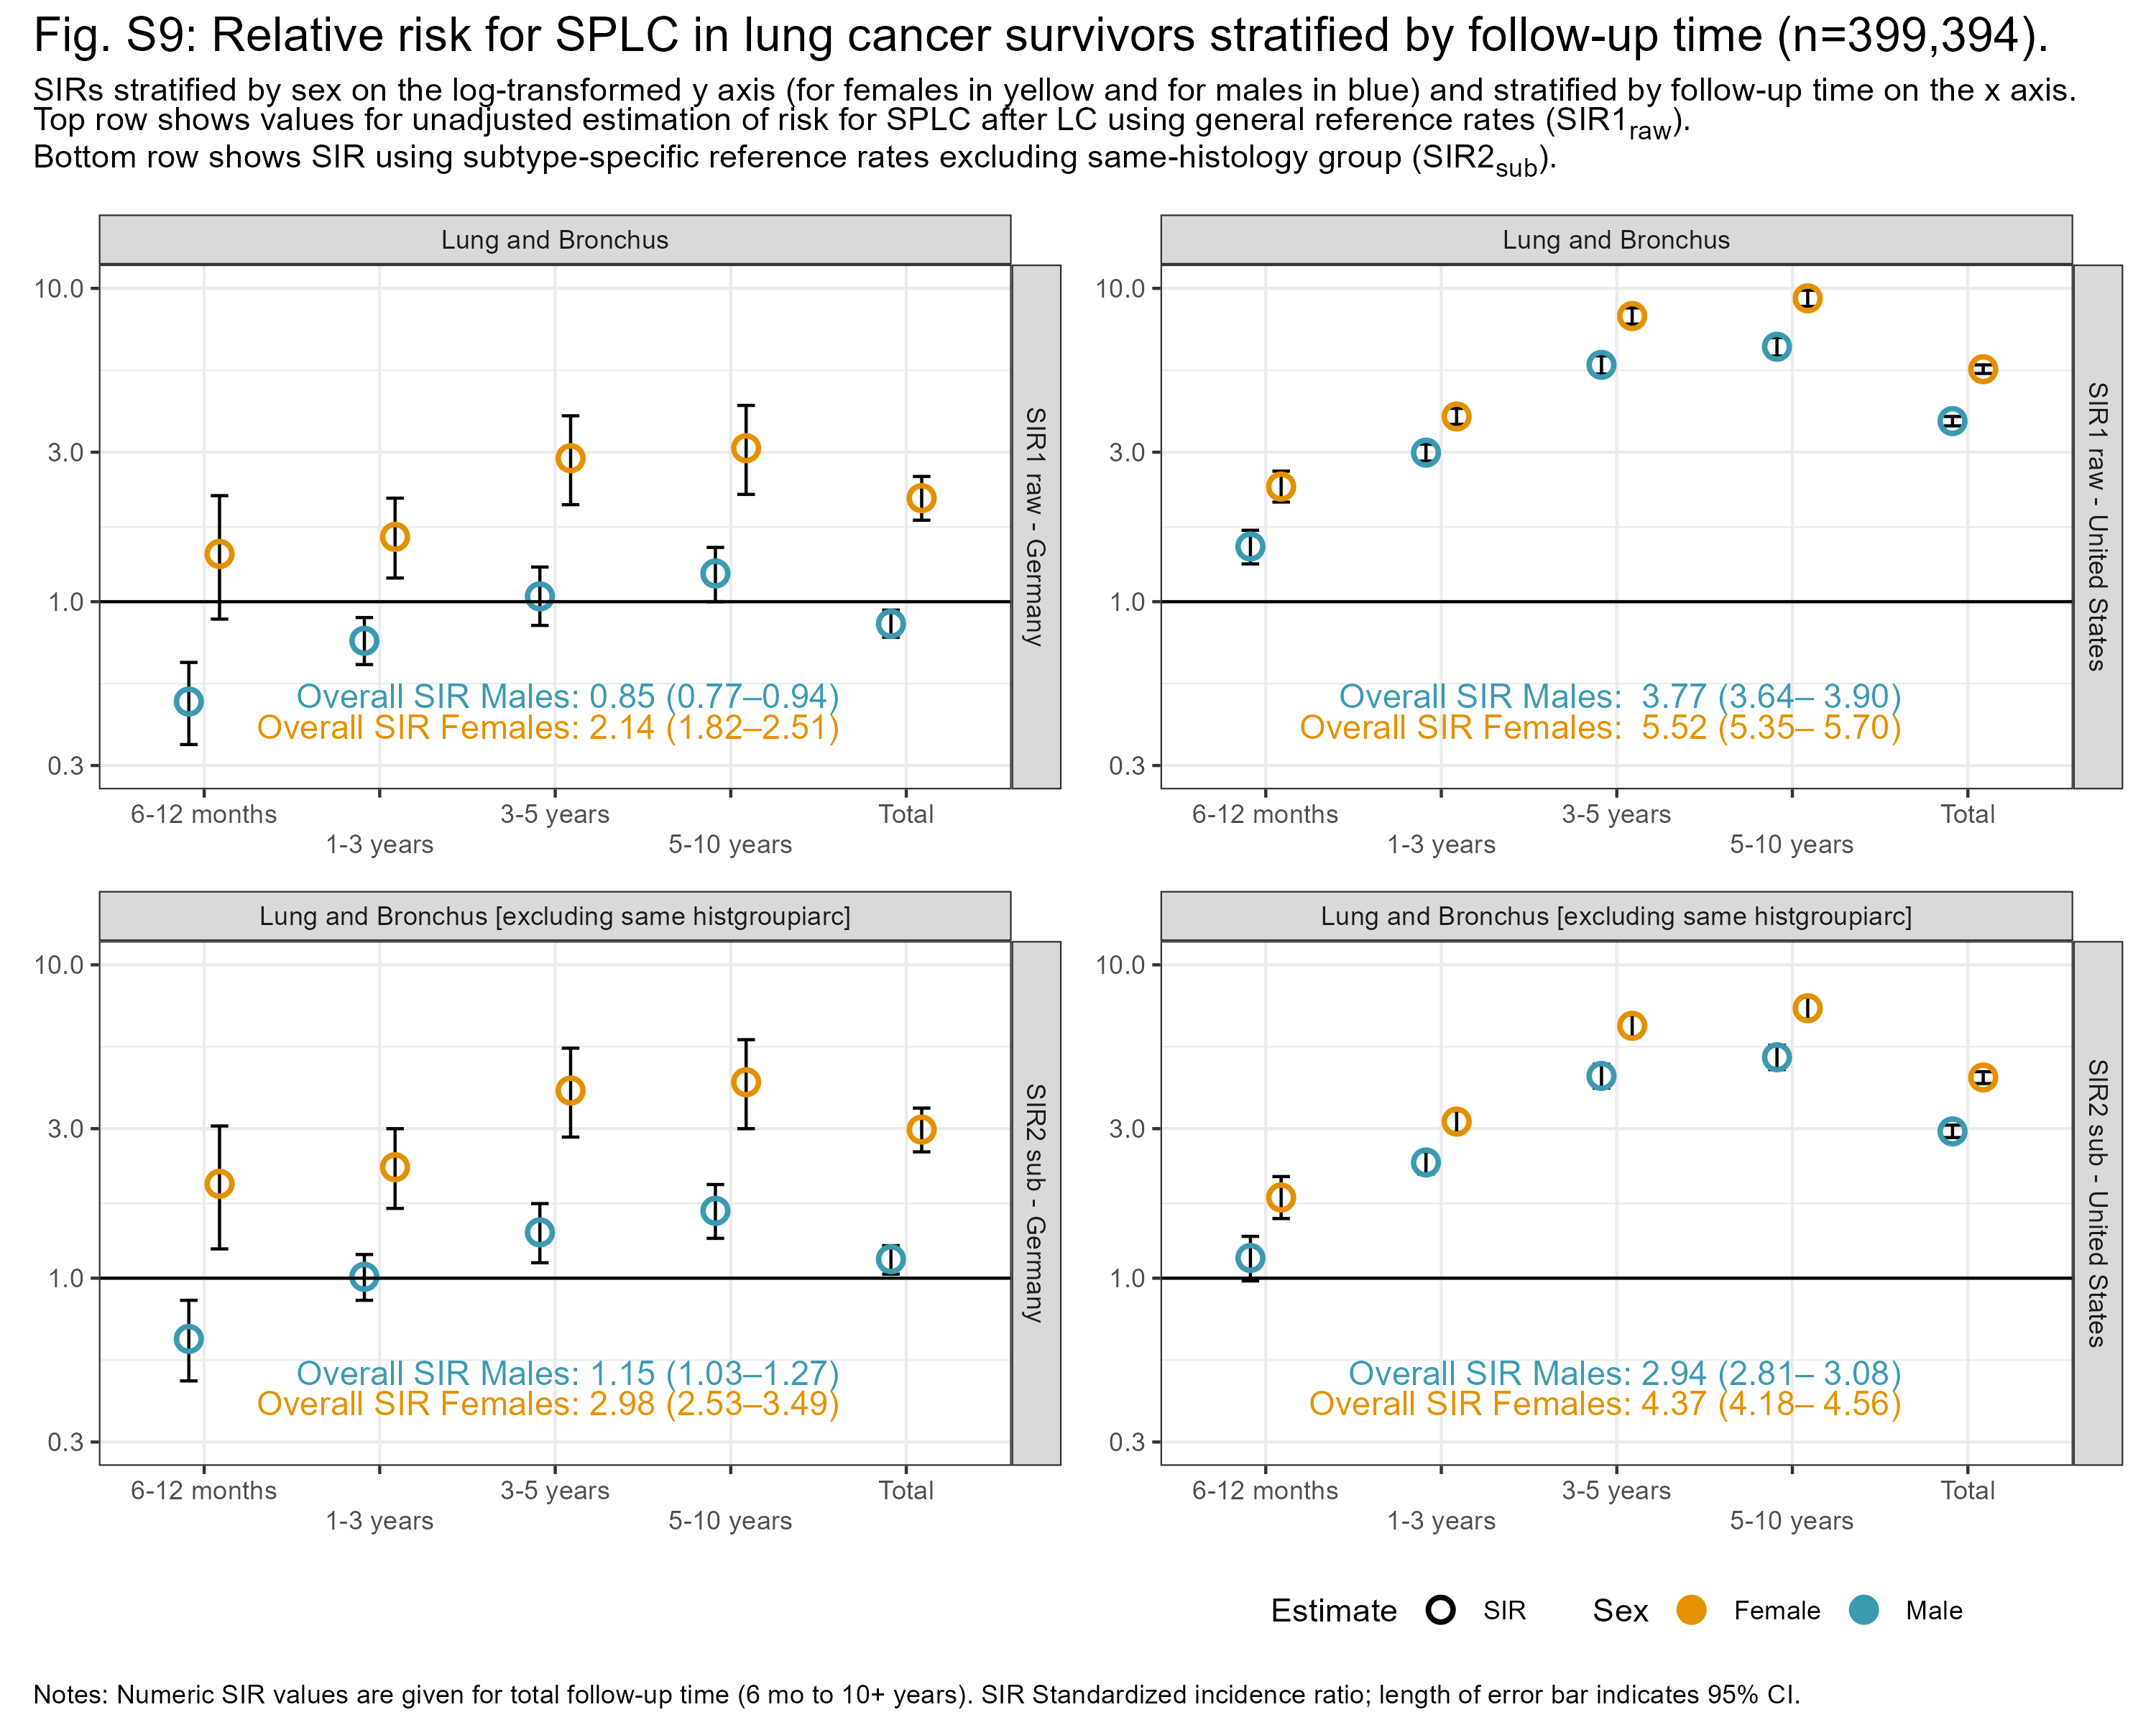 Fig. S9: Relative risk for SPLC in lung cancer survivors stratified by follow-up time (n=399,394).
SIRs stratified by sex on the log-transformed y axis (for females in yellow and for males in blue) and stratified by follow-up time on the x axis.
Top row shows values for unadjusted estimation of risk for SPLC after LC using general reference rates (SIR1raw).
Bottom row shows SIR using subtype-specific reference rates excluding same-histology group (SIR2sub).
Lung and Bronchus
10.0
3.0
1.0
0.3
SIR1 raw - Germany
Overall SIR Males: 0.85 (0.77–0.94)
Overall SIR Females: 2.14 (1.82–2.51)
6-12 months
1-3 years
3-5 years
5-10 years
Total
Lung and Bronchus
10.0
3.0
1.0
0.3
SIR1 raw - United States
Overall SIR Males:  3.77 (3.64– 3.90)
Overall SIR Females:  5.52 (5.35– 5.70)
6-12 months
1-3 years
3-5 years
5-10 years
Total
Lung and Bronchus [excluding same histgroupiarc]
10.0
3.0
1.0
0.3
SIR2 sub - Germany
Overall SIR Males: 1.15 (1.03–1.27)
Overall SIR Females: 2.98 (2.53–3.49)
6-12 months
1-3 years
3-5 years
5-10 years
Total
Lung and Bronchus [excluding same histgroupiarc]
10.0
3.0
1.0
0.3
SIR2 sub - United States
Overall SIR Males: 2.94 (2.81– 3.08)
Overall SIR Females: 4.37 (4.18– 4.56)
6-12 months
1-3 years
3-5 years
5-10 years
Total
Estimate SIR Sex Female Male
Notes: Numeric SIR values are given for total follow-up time (6 mo to 10+ years). SIR Standardized incidence ratio; length of error bar indicates 95% CI.